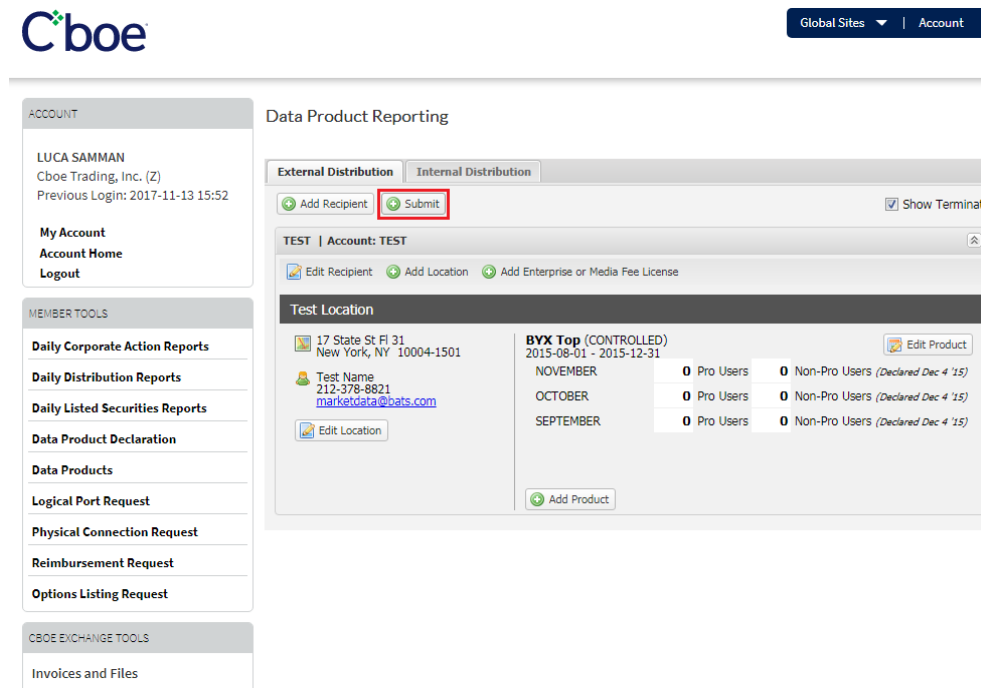 Cboe
Global Sites | Account
ACCOUNT
LUCA SAMMAN
Cboe Trading, Inc. (Z)
Previous Login: 2017-11-13 15:52
My Account
Account Home
Logout
MEMBER TOOLS
Daily Corporate Action Reports
Daily Distribution Reports
Daily Listed Securities Reports
Data Product Declaration
Data Products
Logical Port Request
Physical Connection Request
Reimbursement Request
Options Listing Request
CBOE EXCHANGE TOOLS
Invoices and Files
Data Product Reporting
External Distribution Internal Distribution
Add Recipient Submit Show Terminat
TEST | Account: TEST
Edit Recipient Add Location Add Enterprise or Media Fee License
Test Location
17 State St Fl 31
New York, NY 10004-1501
Test Name
212-378-8821
marketdata@bats.com
Edit Location
BYX Top (CONTROLLED) Edit Product
2015-08-01 - 2015-12-31
NOVEMBER 0 Pro Users 0 Non-Pro Users (Declared Dec 4 '15)
OCTOBER 0 Pro Users 0 Non-Pro Users (Declared Dec 4 '15)
SEPTEMBER 0 Pro Users 0 Non-Pro Users (Declared Dec 4 '15)
Add Product